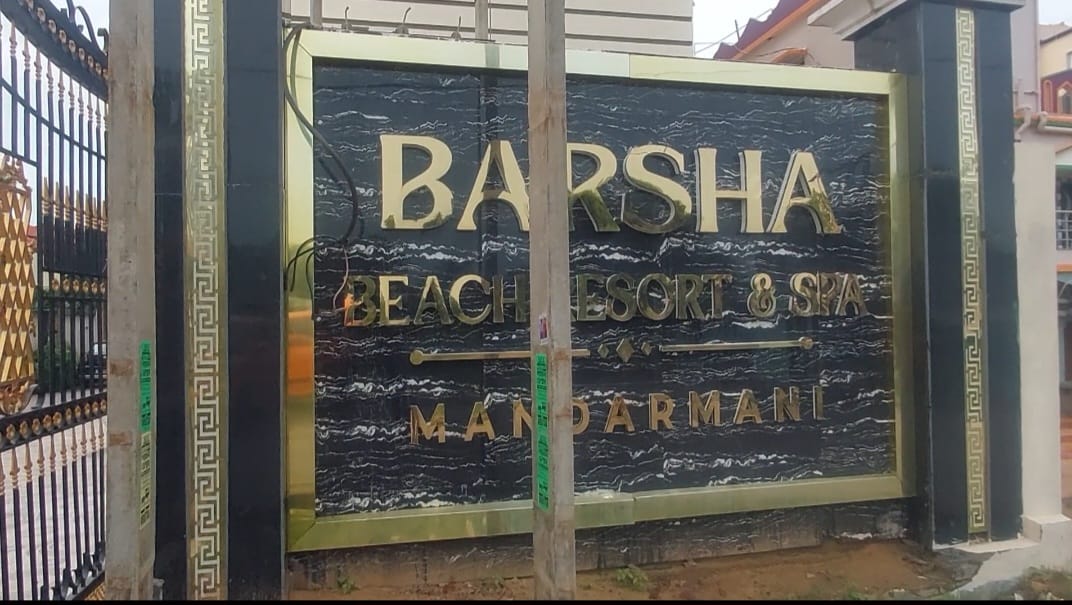 BARSHA
BEACH RESORT & SPA
MANDARMANI